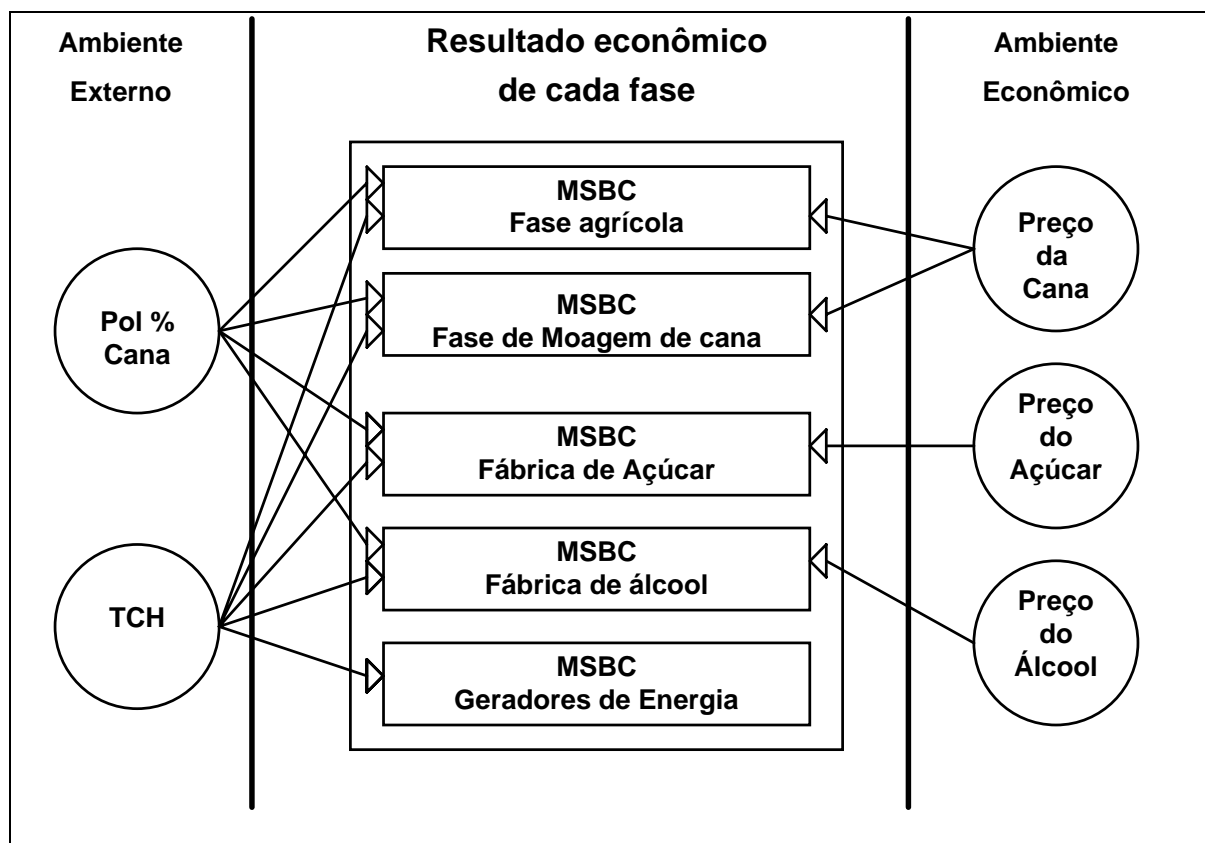 Ambiente
Externo
Resultado econômico
de cada fase
Ambiente
Econômico
MSBC
Fase agrícola
MSBC
Fase de Moagem de cana
MSBC
Fábrica de Açúcar
MSBC
Fábrica de álcool
MSBC
Geradores de Energia
Pol %
Cana
TCH
Preço
da
Cana
Preço
do
Açúcar
Preço
do
Álcool